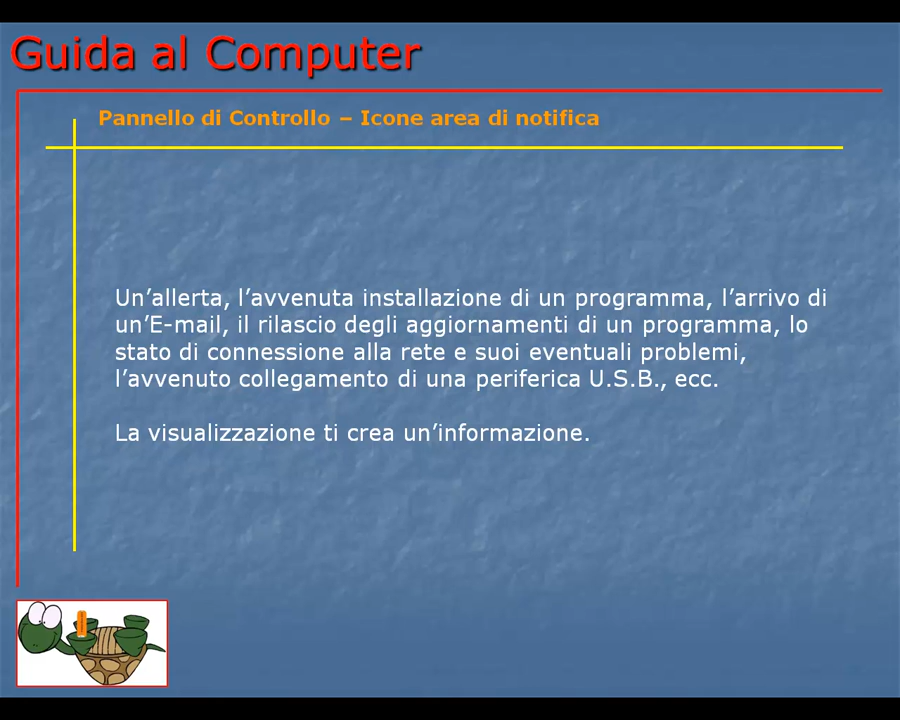 Guida al Computer
Pannello di Controllo – Icone area di notifica
Un’allerta, l’avvenuta installazione di un programma, l’arrivo di
un’E-mail, il rilascio degli aggiornamenti di un programma, lo
stato di connessione alla rete e suoi eventuali problemi,
l’avvenuto collegamento di una periferica U.S.B., ecc.
La visualizzazione ti crea un’informazione.